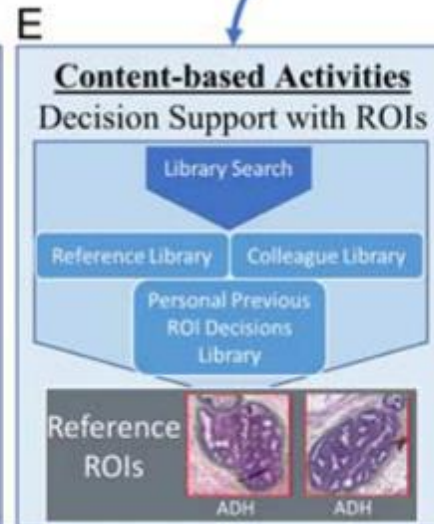 E
Content-based Activities
Decision Support with ROIs
Library Search
Reference Library
Colleague Library
Personal Previous
ROI Decisions
Library
Reference
ROIs
ADH
ADH